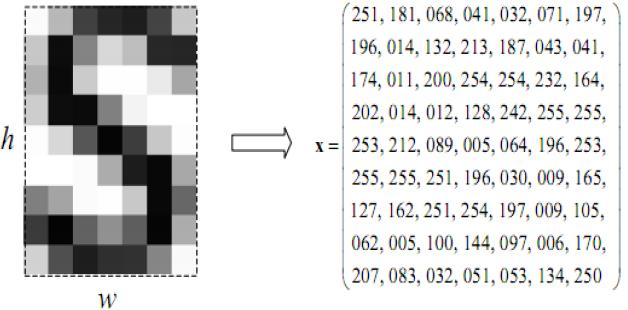 251, 181, 068, 041, 032, 071, 197,
196, 014, 132, 213, 187, 043, 041,
174, 011, 200, 254, 254, 232, 164,
202, 014, 012, 128, 242, 255, 255,
h
x =
253, 212, 089, 005, 064, 196, 253,
255, 255, 251, 196, 030, 009, 165,
127, 162, 251, 254, 197, 009, 105,
062, 005, 100, 144, 097, 006, 170,
207, 083, 032, 051, 053, 134, 250
w